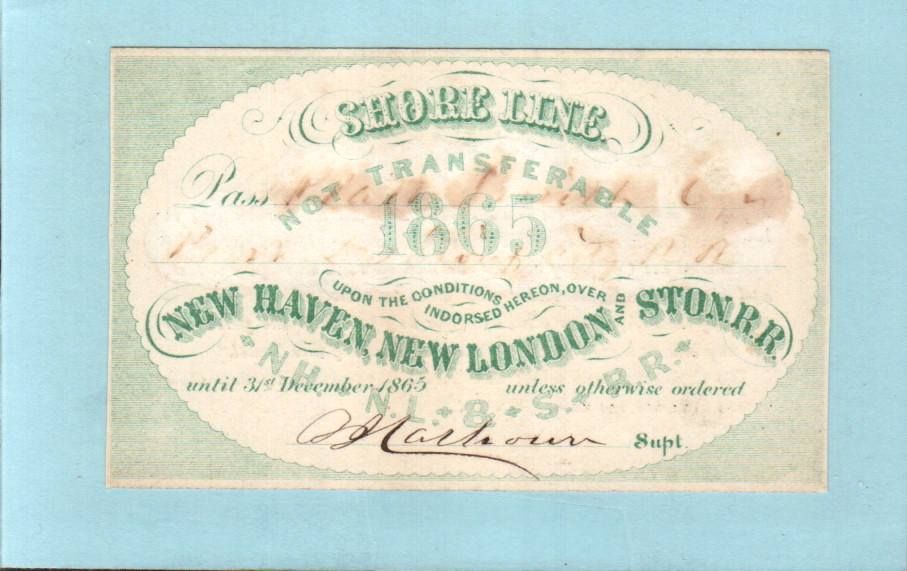 SHORE LINE.
NOT TRANSFERABLE
Pass
1865
R. R.
UPON THE CONDITIONS
INDORSED HEREON, OVER
NEW HAVEN, NEW LONDON AND STON.R.R.
N.H. N.L. & S. R.R.
until 31st December 1865 unless otherwise ordered
Calhoun Supt.